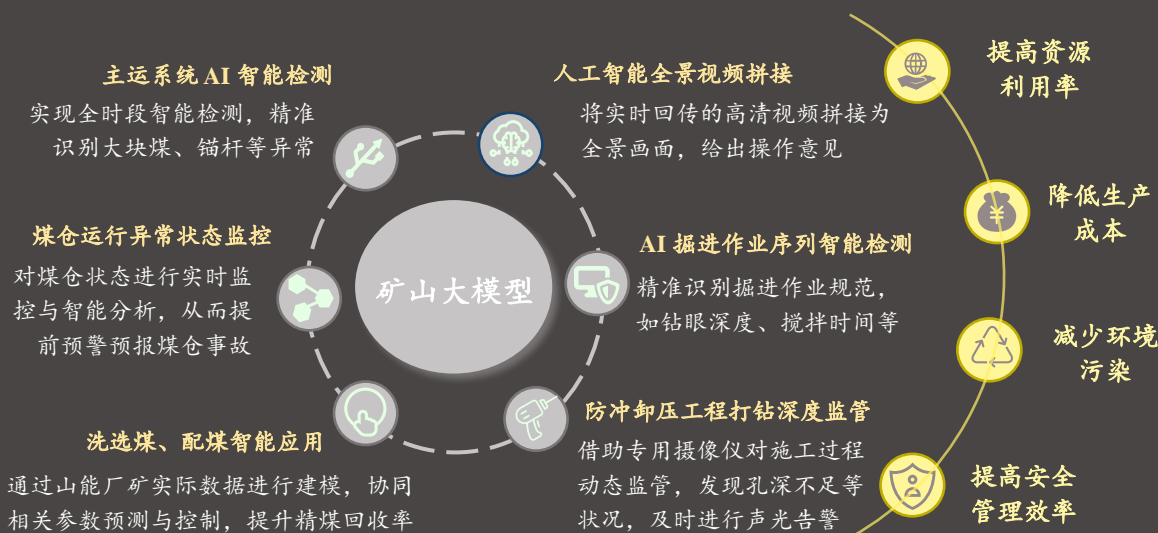 主运系统AI智能检测
实现全时段智能检测，精准
识别大块煤、锚杆等异常
人工智能全景视频拼接
将实时回传的高清视频拼接为
全景画面，给出操作意见
煤仓运行异常状态监控
对煤仓状态进行实时监
控与智能分析，从而提
前预警预报煤仓事故
矿山大模型
AI掘进作业序列智能检测
精准识别掘进作业规范，
如钻眼深度、搅拌时间等
洗选煤、配煤智能应用
通过山能厂矿实际数据进行建模，协同
相关参数预测与控制，提升精煤回收率
防冲卸压工程打钻深度监管
借助专用摄像仪对施工过程
动态监管，发现孔深不足等
状况，及时进行声光告警
提高资源
利用率
¥
降低生产
成本
减少环境
污染
提高安全
管理效率